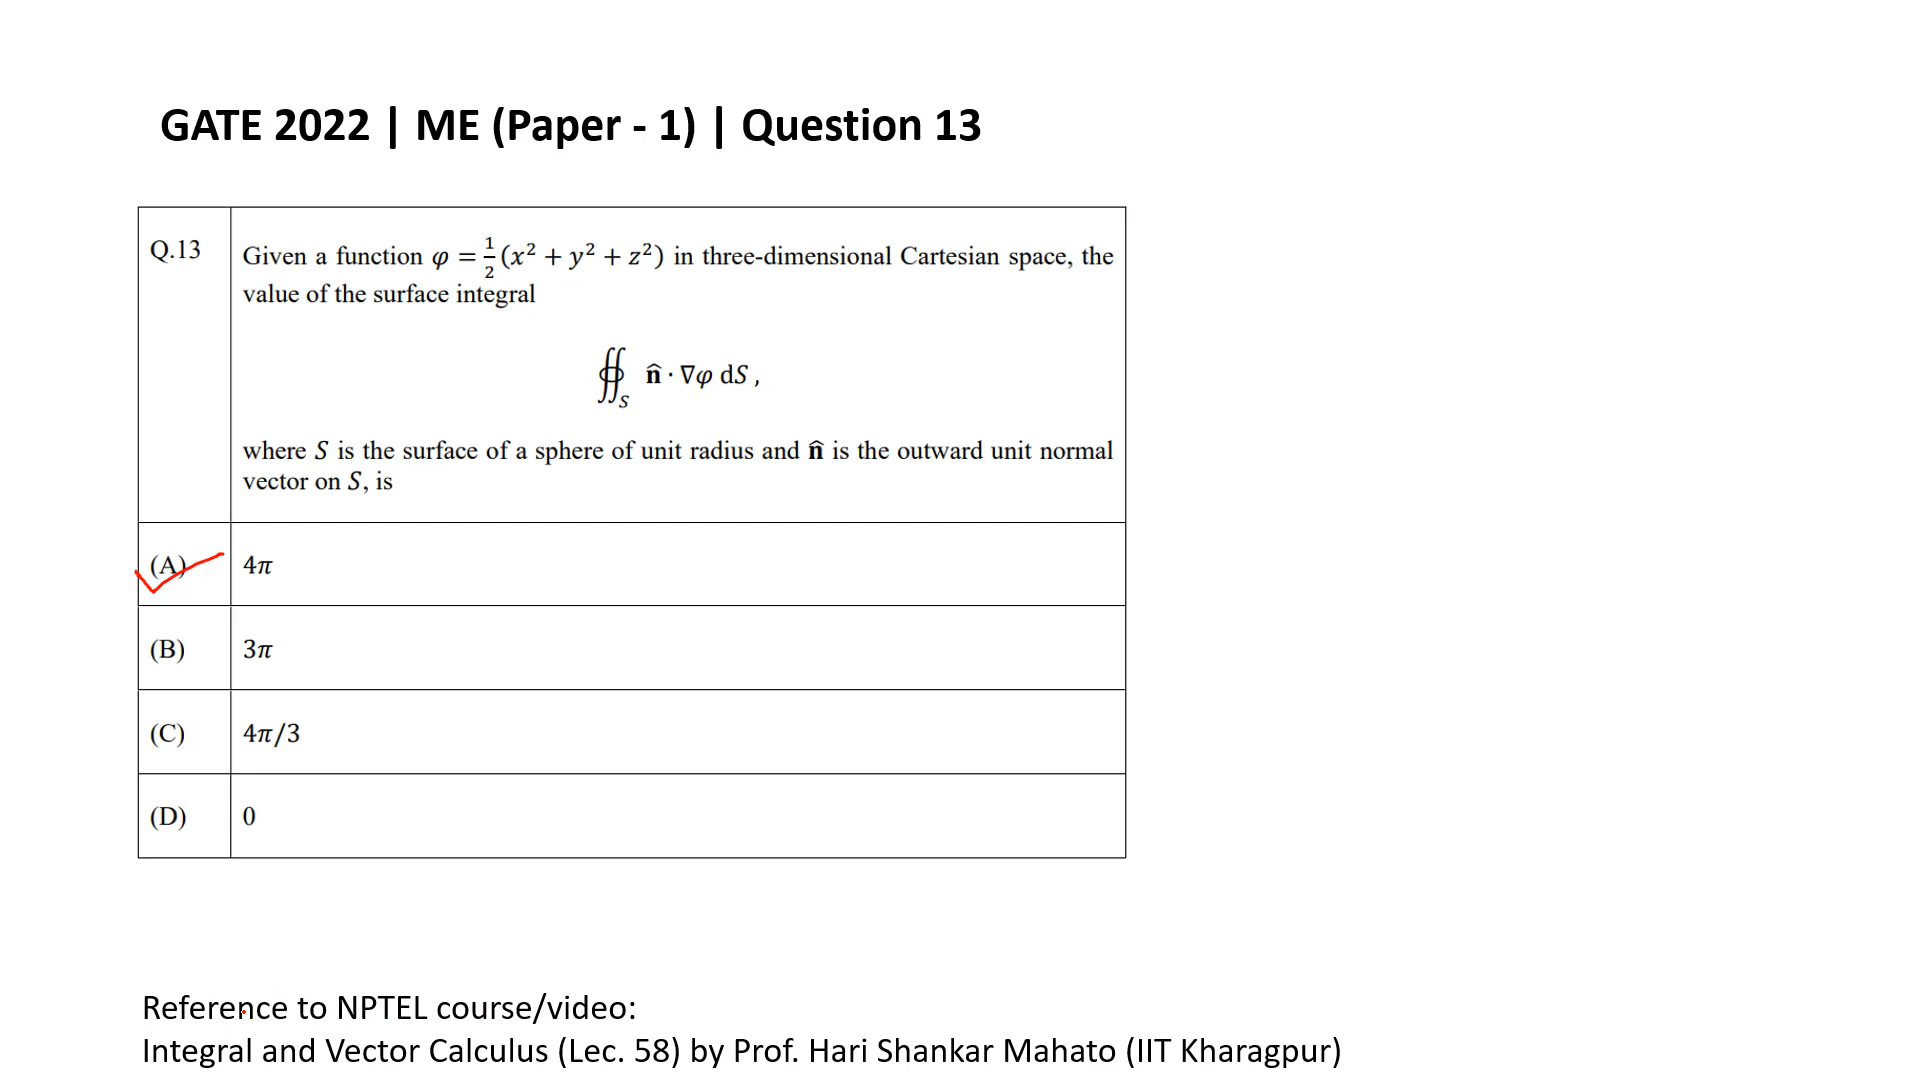 GATE 2022 | ME (Paper - 1) | Question 13
Q.13
Given a function φ = 1/2 (x² + y² + z²) in three-dimensional Cartesian space, the
value of the surface integral
∯_S n̂ · ∇φ dS ,
where S is the surface of a sphere of unit radius and n̂ is the outward unit normal
vector on S, is
(A) 4π
(B) 3π
(C) 4π/3
(D) 0
Reference to NPTEL course/video:
Integral and Vector Calculus (Lec. 58) by Prof. Hari Shankar Mahato (IIT Kharagpur)